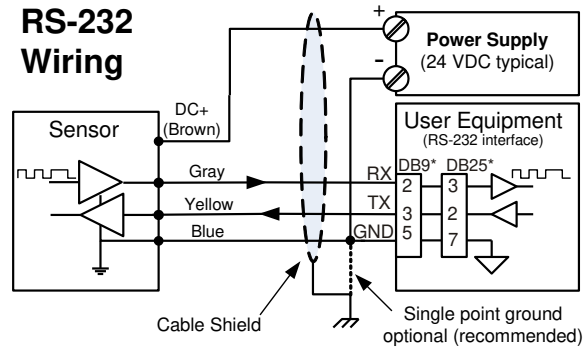 RS-232
Wiring
+
Power Supply
(24 VDC typical)
-
DC+
(Brown)
Sensor
User Equipment
(RS-232 interface)
DB9* DB25*
Gray
RX
2
3
Yellow
TX
3
2
Blue
GND
5
7
Cable Shield
Single point ground
optional (recommended)